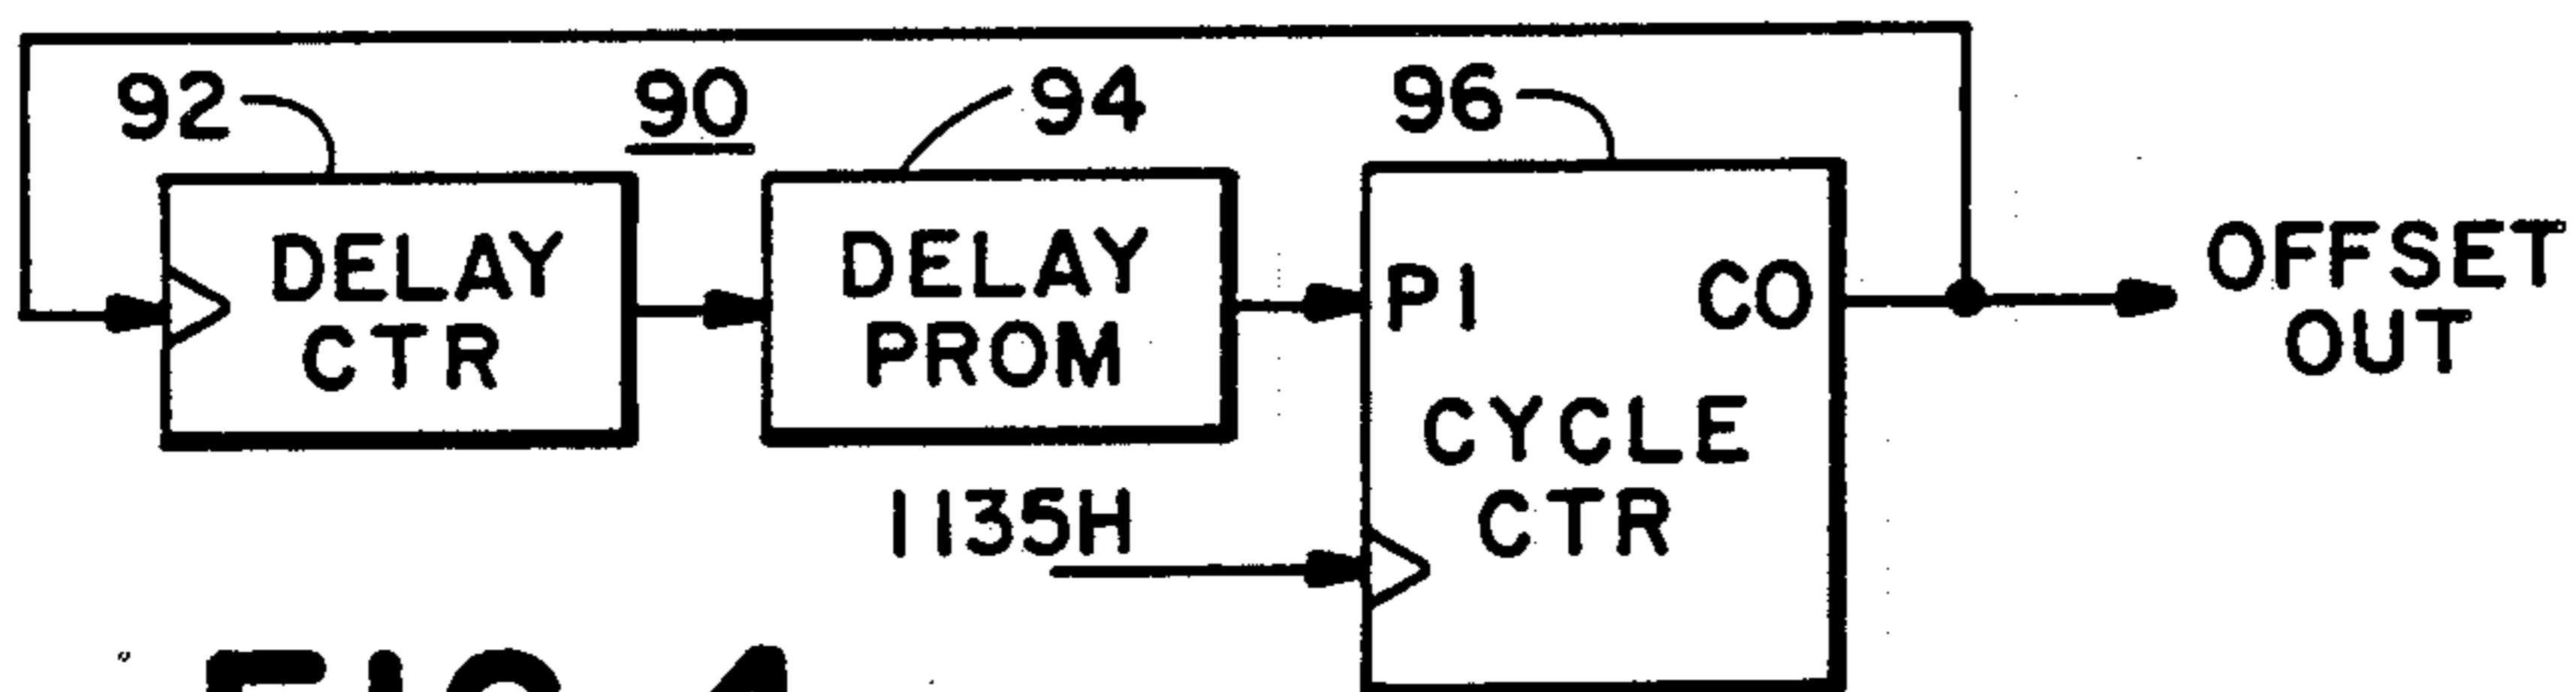 92
90
94
96
DELAY
CTR
DELAY
PROM
PI
CO
CYCLE
CTR
1135H
OFFSET
OUT